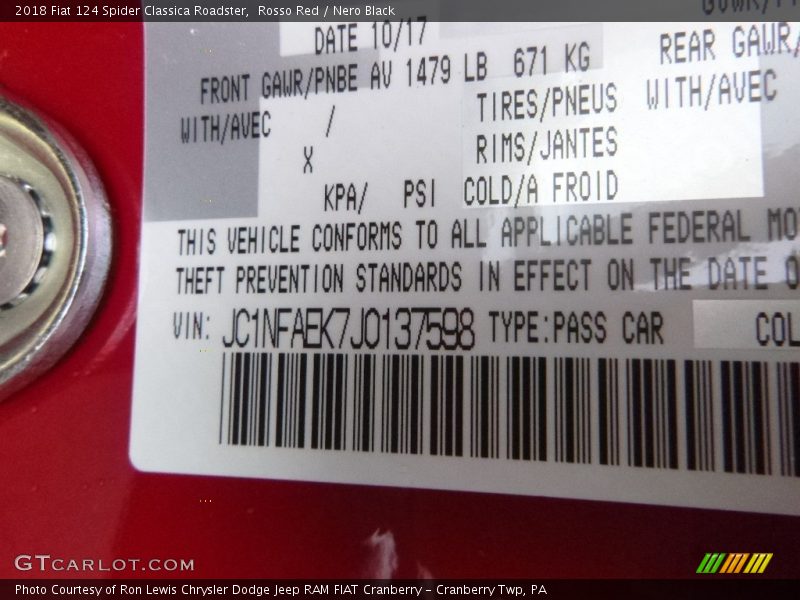 2018 Fiat 124 Spider Classica Roadster,  Rosso Red / Nero Black
DATE 10/17
FRONT GAWR/PNBE AV 1479 LB 671 KG REAR GAWR/
WITH/AVEC / TIRES/PNEUS WITH/AVEC
X RIMS/JANTES
KPA/ PSI COLD/A FROID
THIS VEHICLE CONFORMS TO ALL APPLICABLE FEDERAL MO
THEFT PREVENTION STANDARDS IN EFFECT ON THE DATE O
VIN: JC1NFAEK7J0137598 TYPE:PASS CAR COL
GTCARLOT.COM
Photo Courtesy of Ron Lewis Chrysler Dodge Jeep RAM FIAT Cranberry – Cranberry Twp, PA